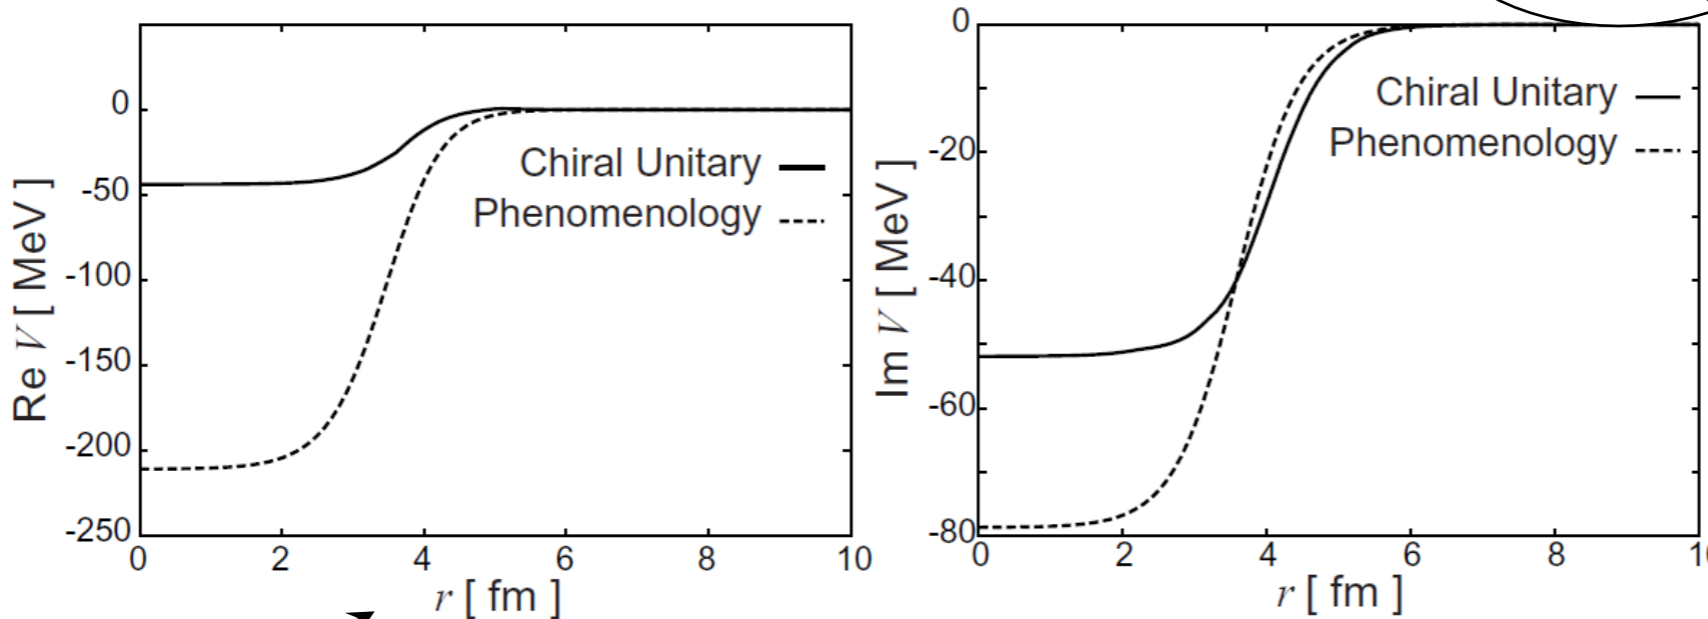 0
-50
-100
-150
-200
-250
Re V [ MeV ]
Chiral Unitary
Phenomenology
0 2 4 6 8 10
r [ fm ]
0
-20
-40
-60
-80
Im V [ MeV ]
Chiral Unitary
Phenomenology
0 2 4 6 8
r [ fm ]